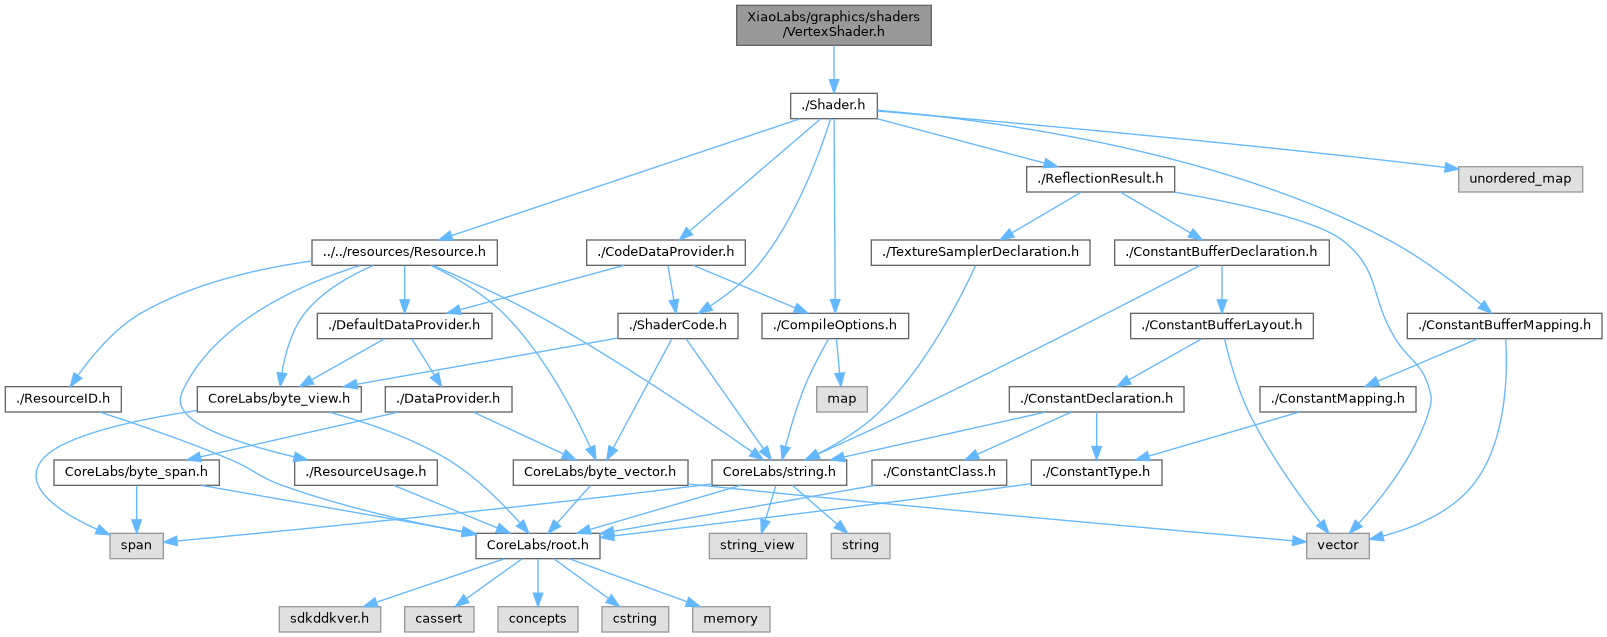 XiaoLabs/graphics/shaders
/VertexShader.h
./Shader.h
./ReflectionResult.h
unordered_map
../../resources/Resource.h
./CodeDataProvider.h
./TextureSamplerDeclaration.h
./ConstantBufferDeclaration.h
./DefaultDataProvider.h
./ShaderCode.h
./CompileOptions.h
./ConstantBufferLayout.h
./ConstantBufferMapping.h
./ResourceID.h
CoreLabs/byte_view.h
./DataProvider.h
map
./ConstantDeclaration.h
./ConstantMapping.h
CoreLabs/byte_span.h
./ResourceUsage.h
CoreLabs/byte_vector.h
CoreLabs/string.h
./ConstantClass.h
./ConstantType.h
span
CoreLabs/root.h
string_view
string
vector
sdkddkver.h
cassert
concepts
cstring
memory